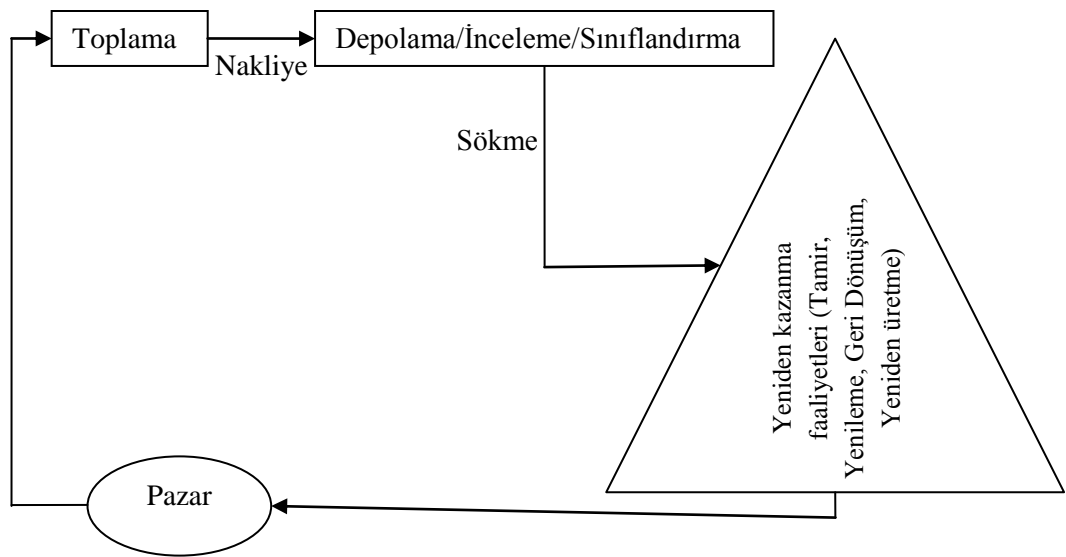 Toplama
Nakliye
Depolama/İnceleme/Sınıflandırma
Sökme
Yeniden kazanma
faaliyetleri (Tamir,
Yenileme, Geri Dönüşüm,
Yeniden üretme)
Pazar